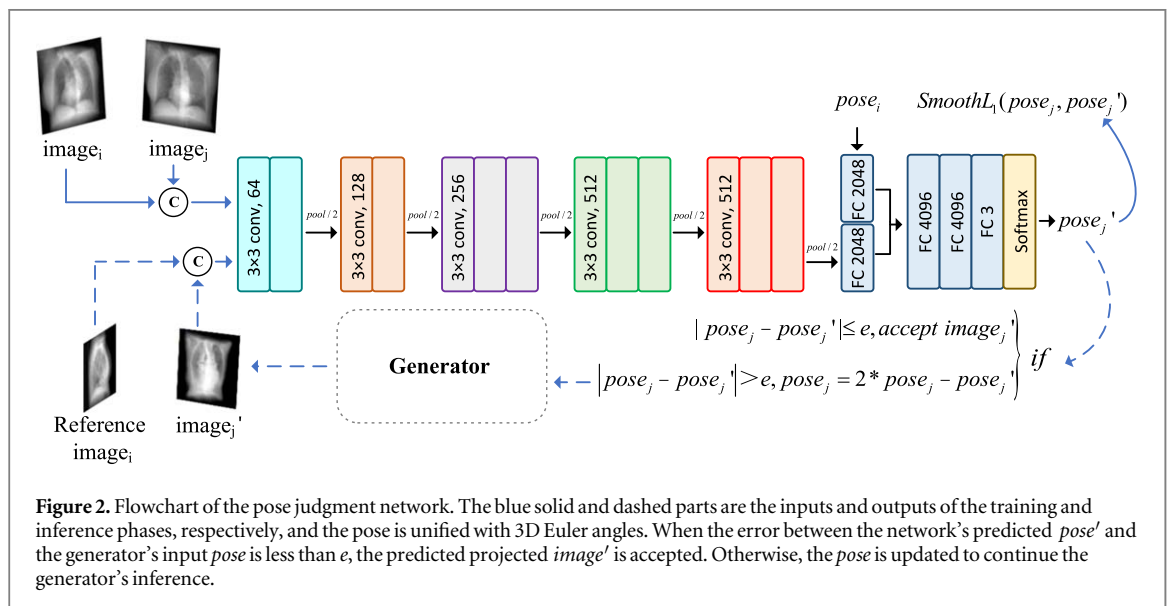 image_i
image_j
C
3×3 conv, 64
pool / 2
3×3 conv, 128
pool / 2
3×3 conv, 256
pool / 2
3×3 conv, 512
pool / 2
3×3 conv, 512
pool / 2
pose_i
FC 2048
FC 2048
FC 4096
FC 4096
FC 3
Softmax
pose_j'
SmoothL_1(pose_j, pose_j')
C
Reference
image_i
image_j'
Generator
| pose_j – pose_j' | ≤ e, accept image_j'
| pose_j – pose_j' | > e, pose_j = 2* pose_j – pose_j'
} if
Figure 2. Flowchart of the pose judgment network. The blue solid and dashed parts are the inputs and outputs of the training and
inference phases, respectively, and the pose is unified with 3D Euler angles. When the error between the network's predicted pose′ and
the generator's input pose is less than e, the predicted projected image′ is accepted. Otherwise, the pose is updated to continue the
generator's inference.